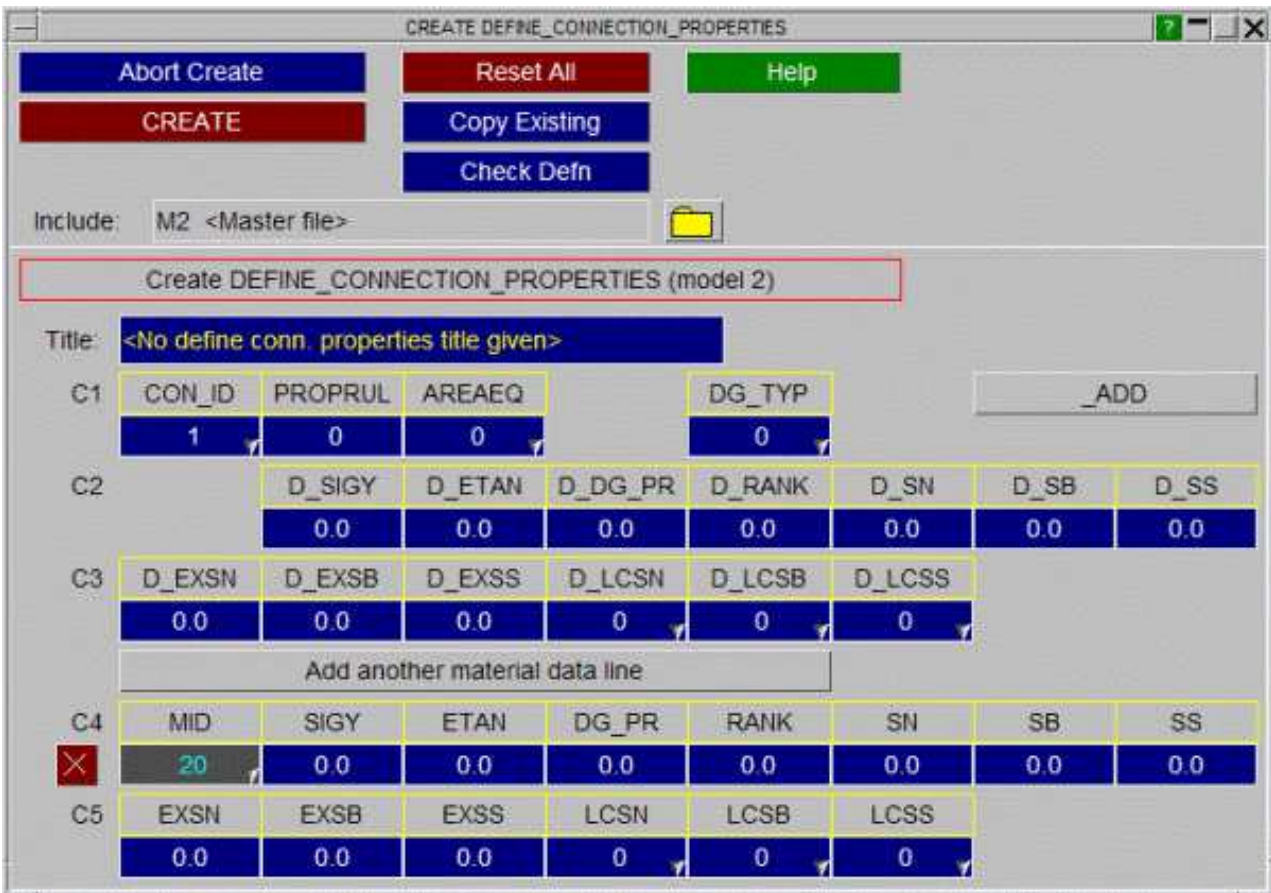 CREATE DEFINE_CONNECTION_PROPERTIES ?
Abort Create Reset All Help
CREATE Copy Existing
Check Defn
Include: M2 <Master file>
Create DEFINE_CONNECTION_PROPERTIES (model 2)
Title: <No define conn. properties title given>
C1 CON_ID PROPRUL AREAEQ DG_TYP _ADD
1 0 0 0
C2 D_SIGY D_ETAN D_DG_PR D_RANK D_SN D_SB D_SS
0.0 0.0 0.0 0.0 0.0 0.0 0.0
C3 D_EXSN D_EXSB D_EXSS D_LCSN D_LCSB D_LCSS
0.0 0.0 0.0 0 0 0
Add another material data line
C4 MID SIGY ETAN DG_PR RANK SN SB SS
20 0.0 0.0 0.0 0.0 0.0 0.0 0.0
C5 EXSN EXSB EXSS LCSN LCSB LCSS
0.0 0.0 0.0 0 0 0